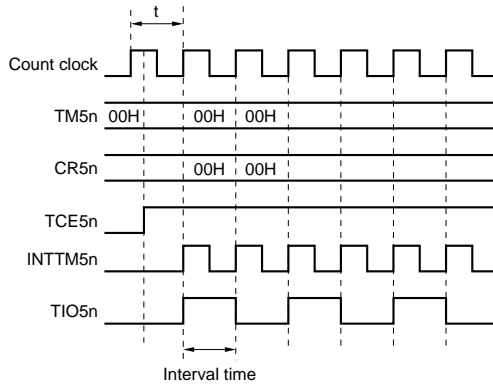 t
Count clock
TM5n 00H 00H 00H
CR5n 00H 00H
TCE5n
INTTM5n
TIO5n
Interval time